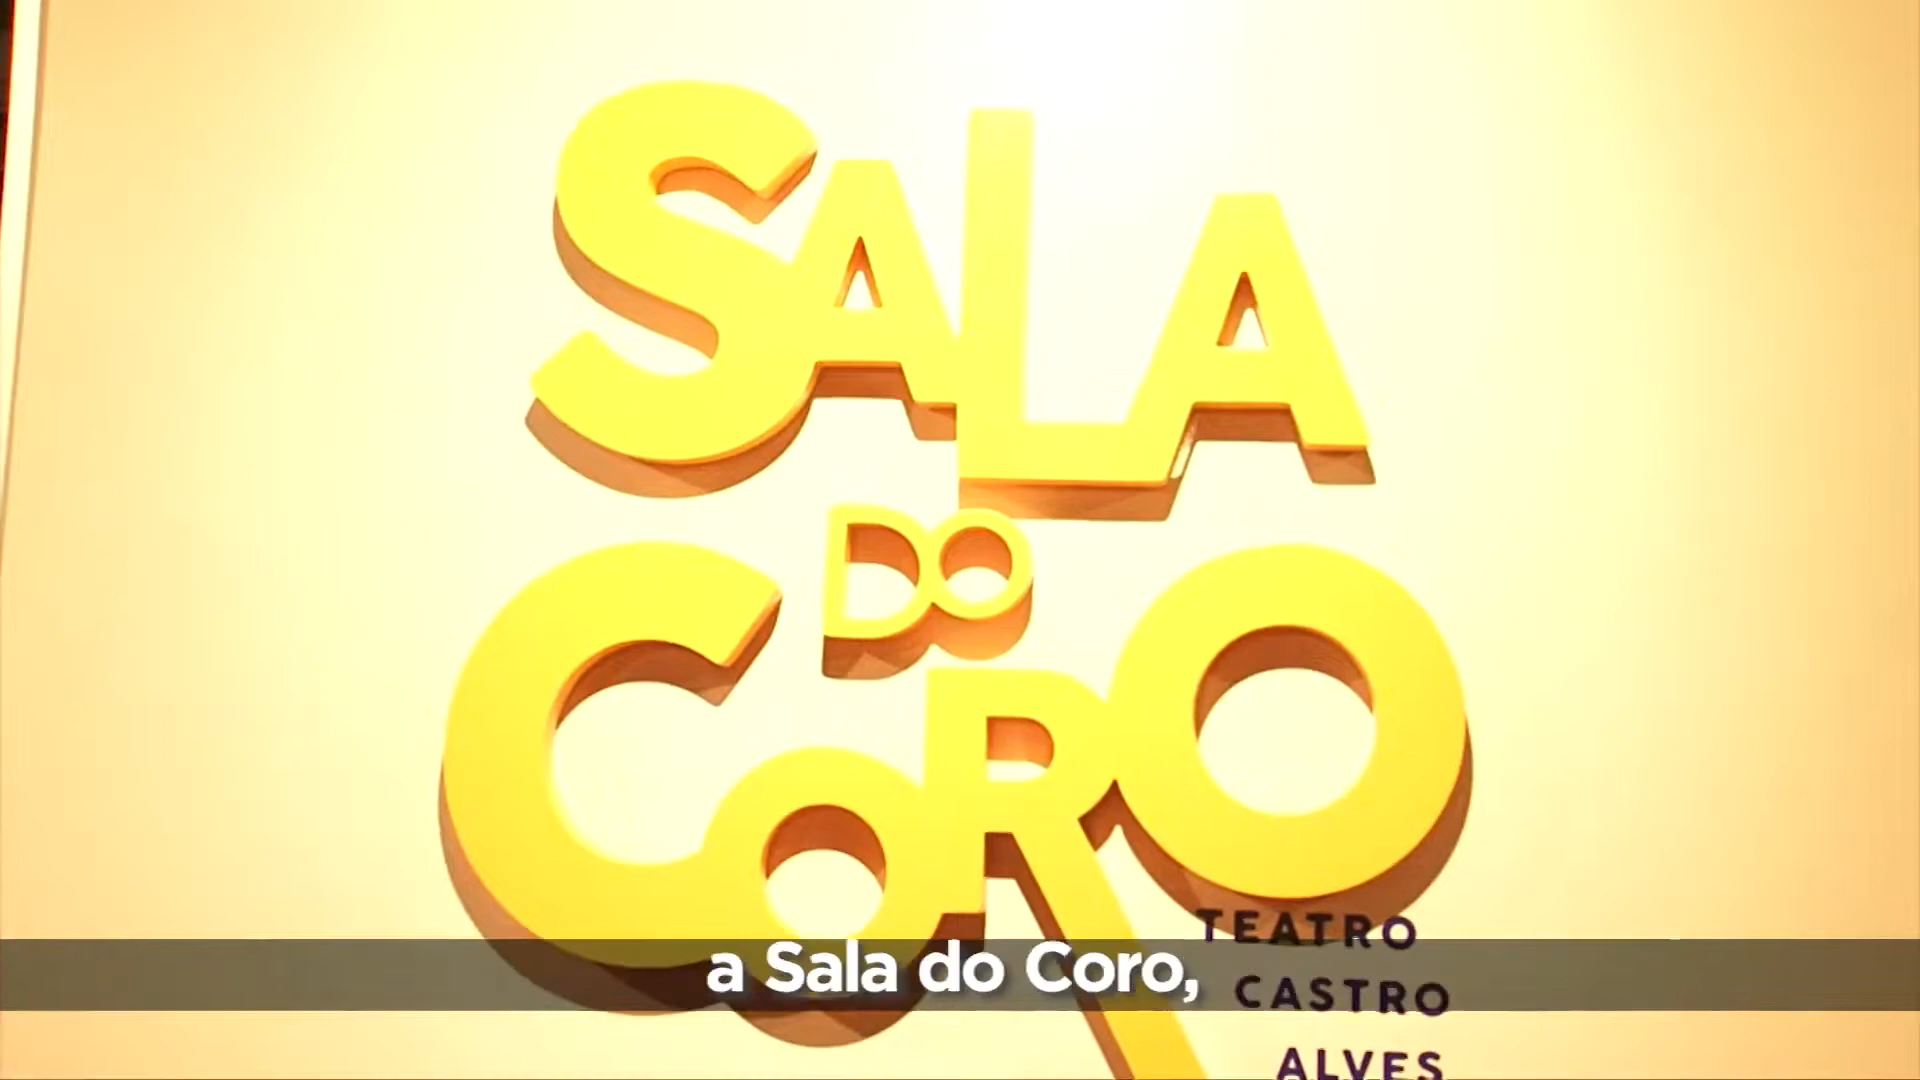 SALA
DO
CORO
TEATRO
CASTRO
ALVES
a Sala do Coro,